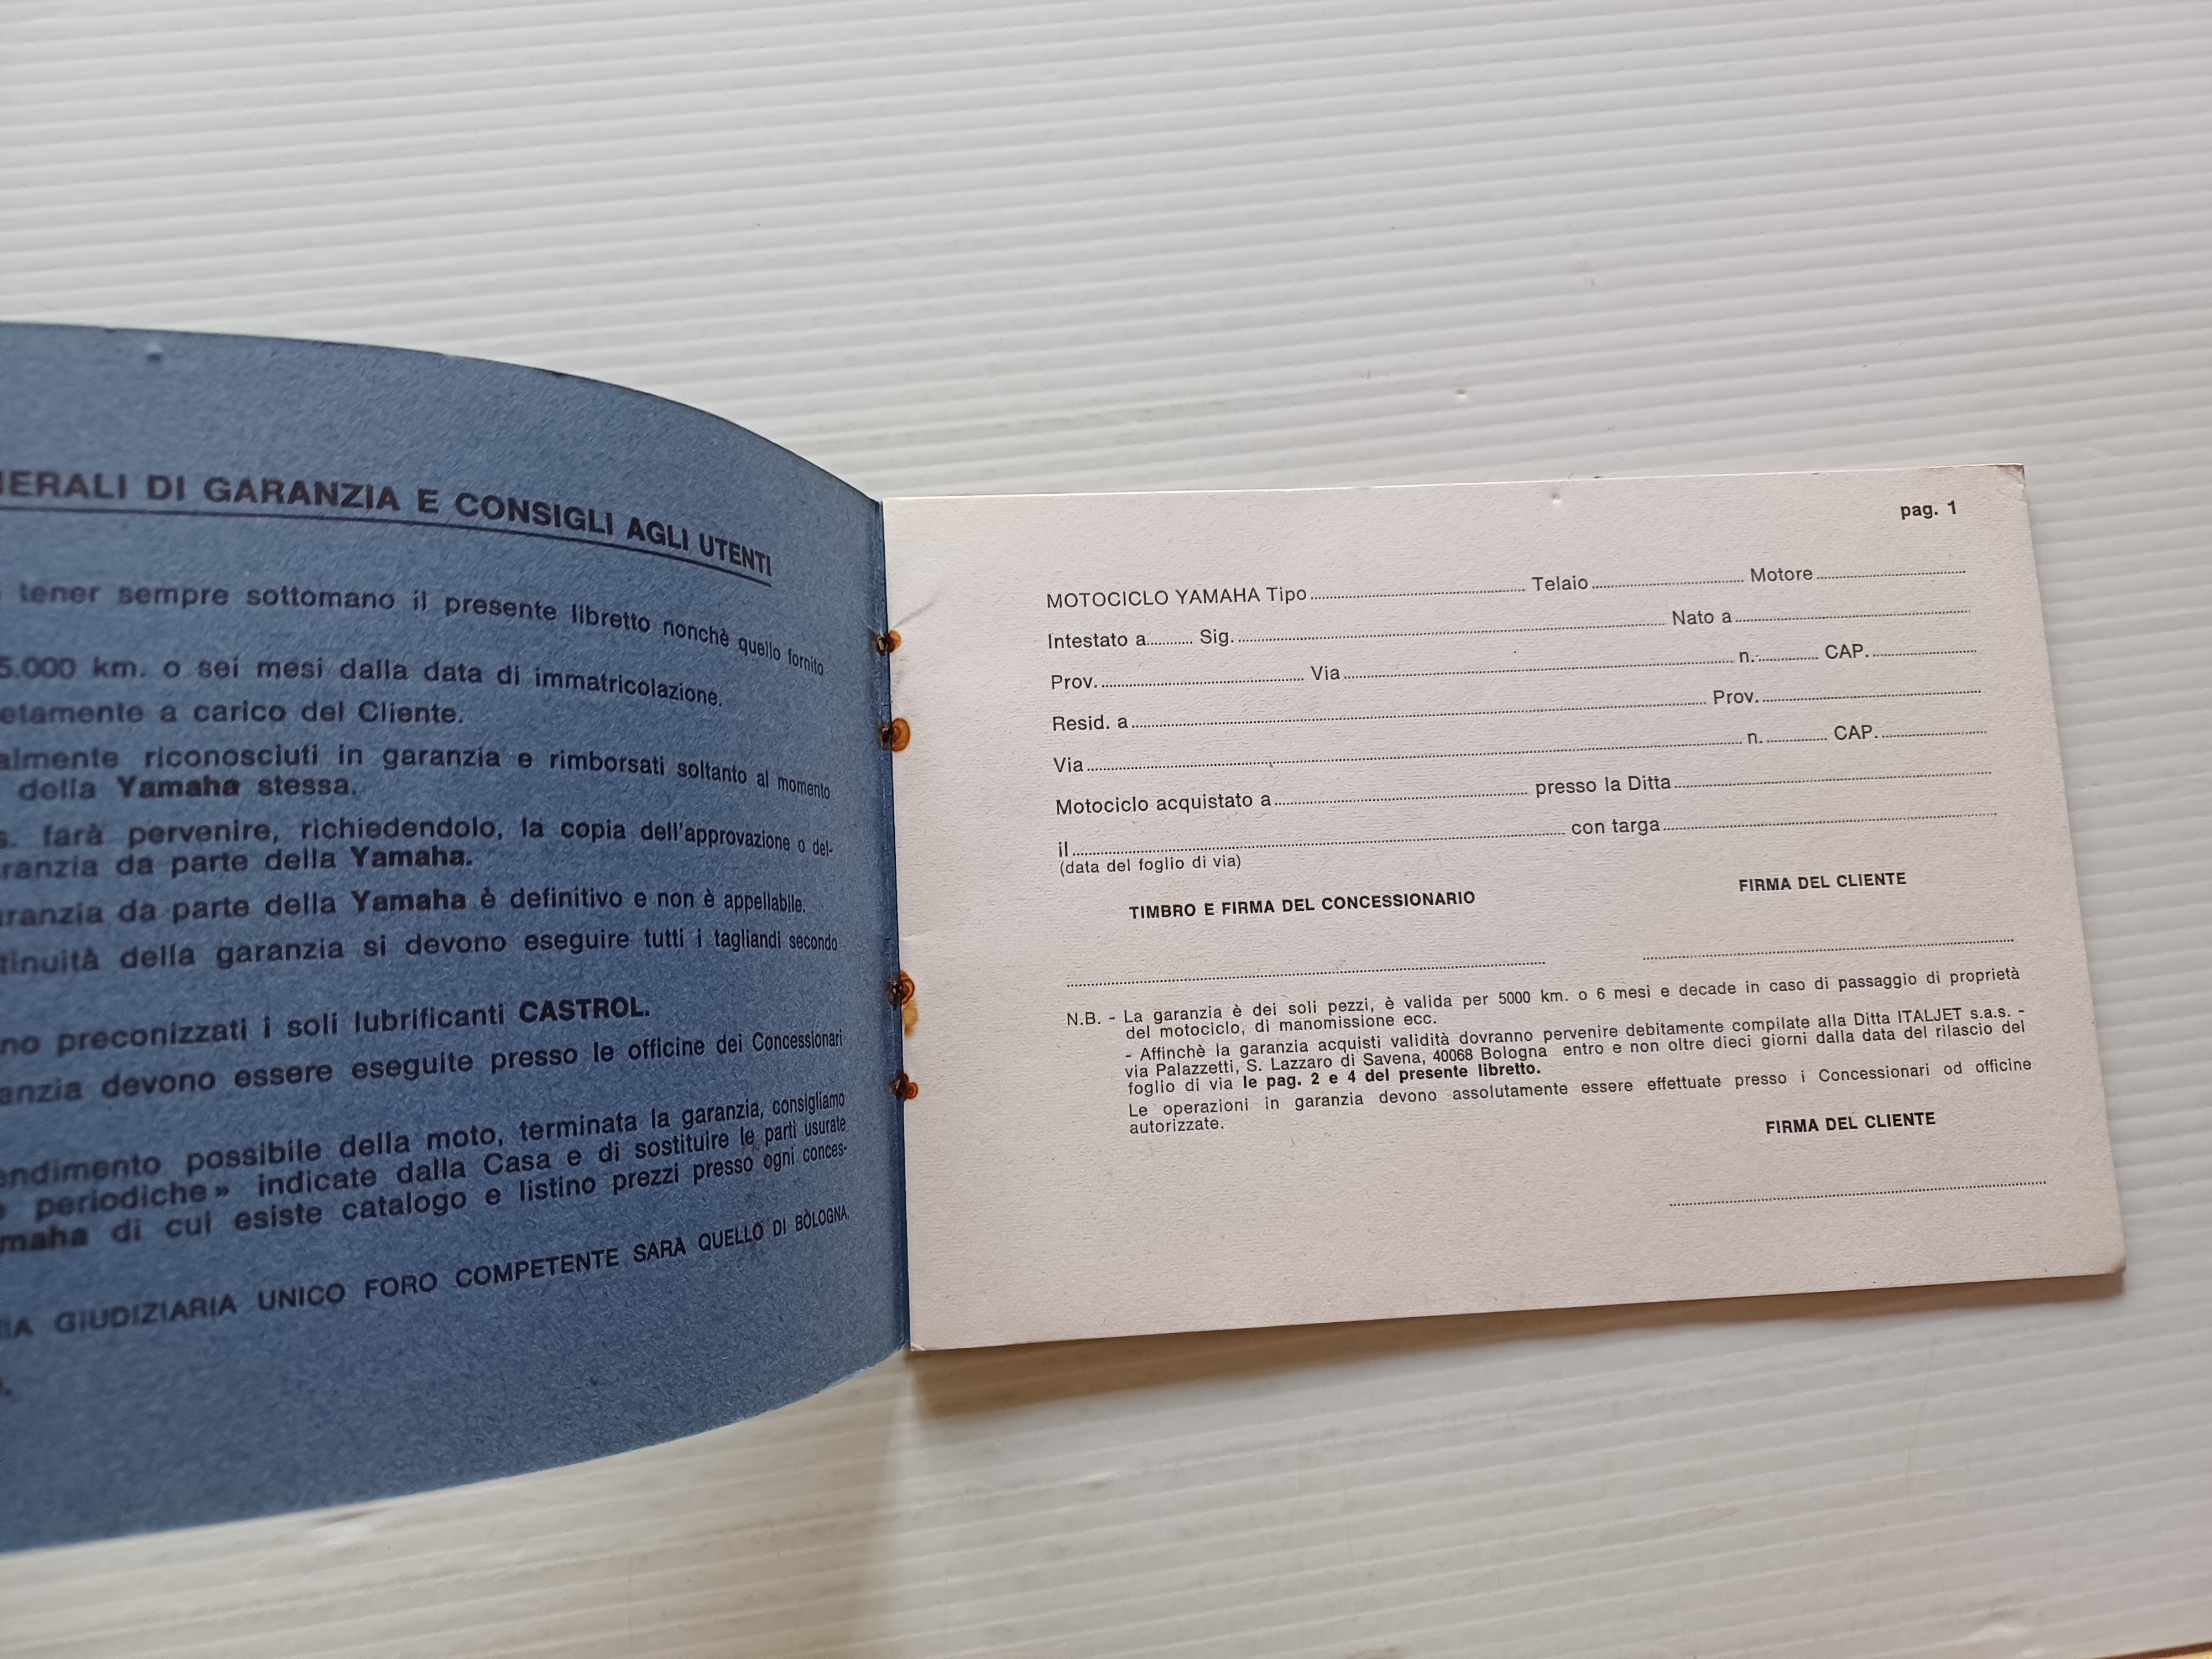 DI GARANZIA E CONSIGLI AGLI UTENTI
tener sempre sottomano il presente libretto nonchè quello fornito
5.000 km. o sei mesi dalla data di immatricolazione.
a carico del Cliente.
riconosciuti in garanzia e rimborsati soltanto al momento
della Yamaha stessa.
farà pervenire, richiedendolo, la copia dell'approvazione o del-
da parte della Yamaha.
da parte della Yamaha è definitivo e non è appellabile.
della garanzia si devono eseguire tutti i tagliandi secondo
preconizzati i soli lubrificanti CASTROL.
devono essere eseguite presso le officine dei Concessionari
possibile della moto, terminata la garanzia, consigliamo
periodiche» indicate dalla Casa e di sostituire le parti usurate
di cui esiste catalogo e listino prezzi presso ogni conces-
GIUDIZIARIA UNICO FORO COMPETENTE SARÀ QUELLO DI BOLOGNA.
pag. 1
MOTOCICLO YAMAHA Tipo Telaio Motore
Intestato a Sig. Nato a
Prov. Via n. CAP.
Resid. a Prov.
Via n. CAP.
Motociclo acquistato a presso la Ditta
il con targa
(data del foglio di via)
TIMBRO E FIRMA DEL CONCESSIONARIO FIRMA DEL CLIENTE
N.B. - La garanzia è dei soli pezzi, è valida per 5000 km. o 6 mesi e decade in caso di passaggio di proprietà
del motociclo, di manomissione ecc.
- Affinchè la garanzia acquisti validità dovranno pervenire debitamente compilate alla Ditta ITALJET s.a.s. -
via Palazzetti, S. Lazzaro di Savena, 40068 Bologna entro e non oltre dieci giorni dalla data del rilascio del
foglio di via le pag. 2 e 4 del presente libretto.
Le operazioni in garanzia devono assolutamente essere effettuate presso i Concessionari od officine
autorizzate.
FIRMA DEL CLIENTE